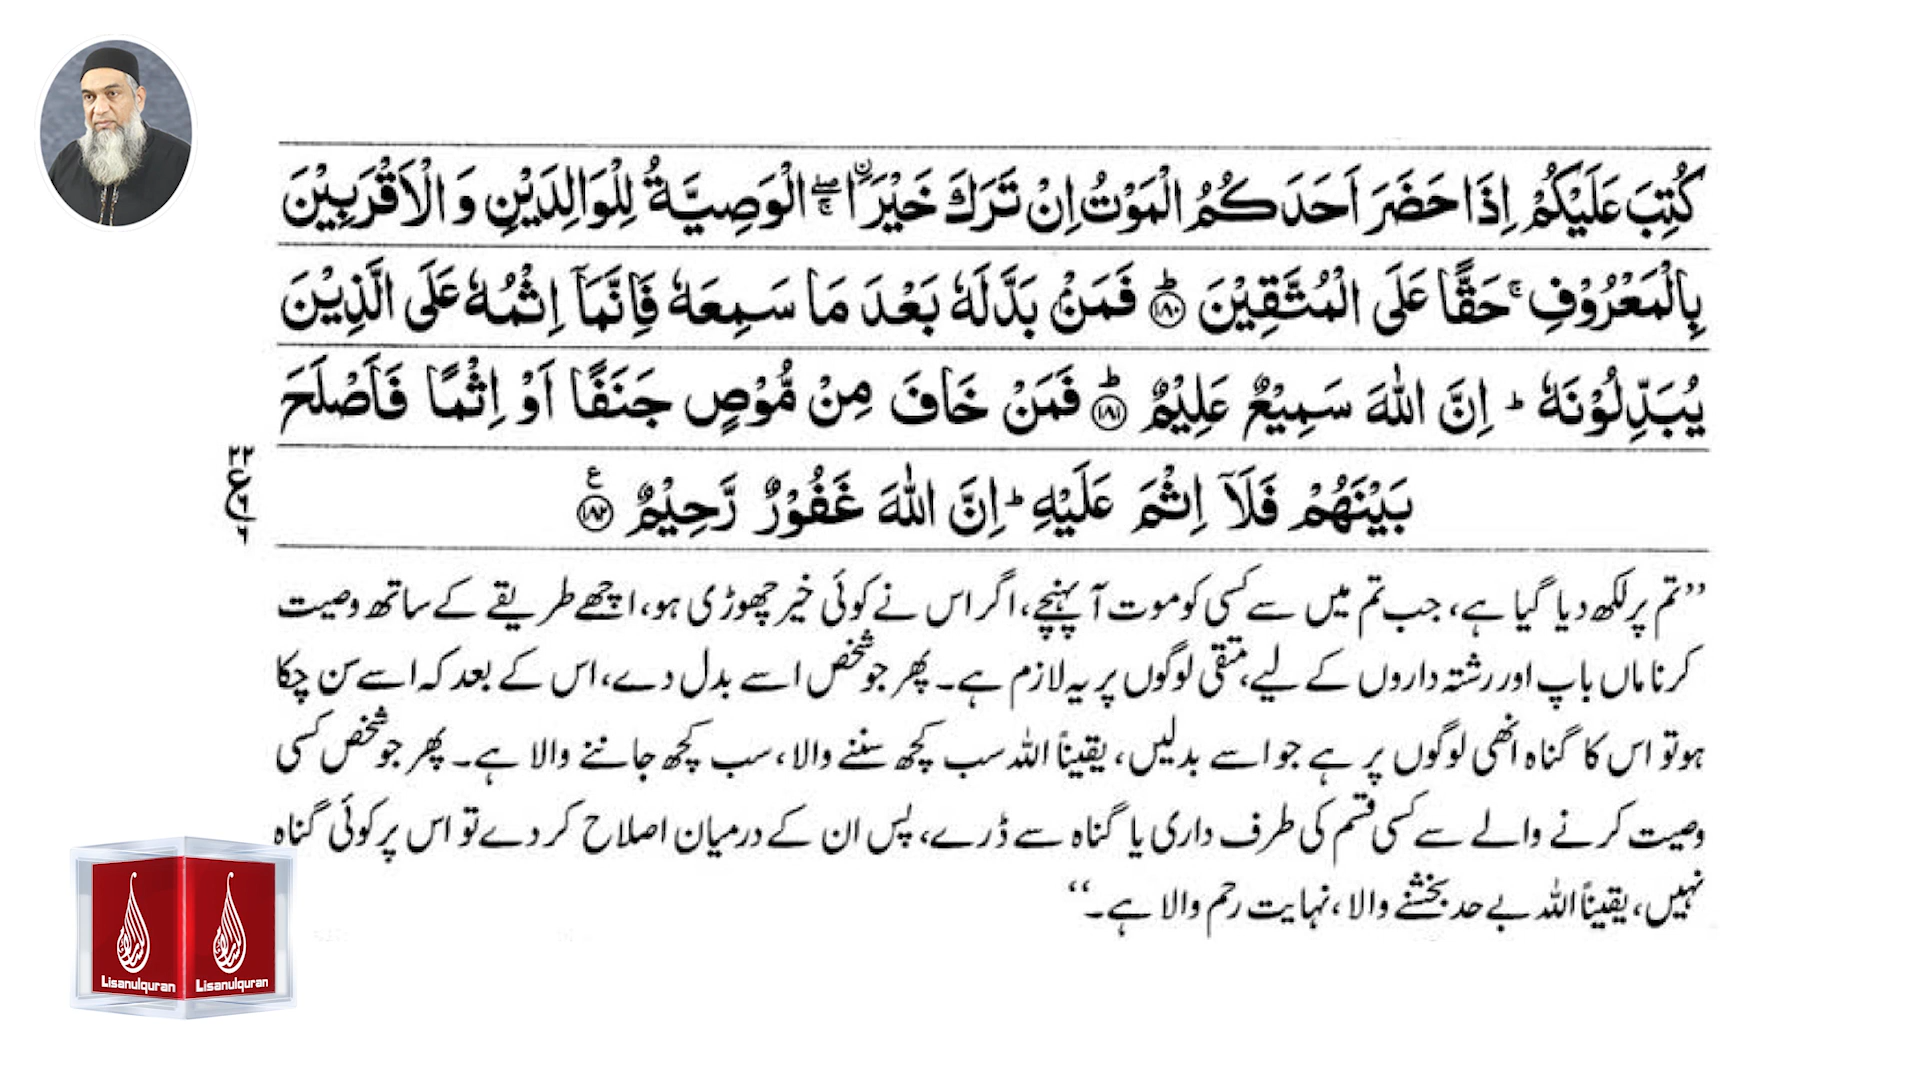 كُتِبَ عَلَيْكُمْ اِذَا حَضَرَ اَحَدَكُمُ الْمَوْتُ اِنْ تَرَكَ خَيْرَا ۖۚ الْوَصِيَّةُ لِلْوَالِدَيْنِ وَ الْاَقْرَبِيْنَ
بِالْمَعْرُوْفِ ۚ حَقًّا عَلَى الْمُتَّقِيْنَ ؕ﴿۱۸۰﴾ فَمَنْۢ بَدَّلَهٗ بَعْدَ مَا سَمِعَهٗ فَاِنَّمَاۤ اِثْمُهٗ عَلَى الَّذِيْنَ
يُبَدِّلُوْنَهٗ ؕ اِنَّ اللّٰهَ سَمِيْعٌ عَلِيْمٌ ؕ﴿۱۸۱﴾ فَمَنْ خَافَ مِنْ مُّوْصٍ جَنَفًا اَوْ اِثْمًا فَاَصْلَحَ
بَيْنَهُمْ فَلَاۤ اِثْمَ عَلَيْهِ ؕ اِنَّ اللّٰهَ غَفُوْرٌ رَّحِيْمٌ ﴿۱۸۲﴾ع
۲۲
ع
۶
۶
’’تم پر لکھ دیا گیا ہے، جب تم میں سے کسی کو موت آ پہنچے، اگر اس نے کوئی خیر چھوڑی ہو، اچھے طریقے کے ساتھ وصیت
کرنا ماں باپ اور رشتہ داروں کے لیے، متقی لوگوں پر یہ لازم ہے۔ پھر جو شخص اسے بدل دے، اس کے بعد کہ اسے سن چکا
ہو تو اس کا گناہ انھی لوگوں پر ہے جو اسے بدلیں، یقیناً اللہ سب کچھ سننے والا، سب کچھ جاننے والا ہے۔ پھر جو شخص کسی
وصیت کرنے والے سے کسی قسم کی طرف داری یا گناہ سے ڈرے، پس ان کے درمیان اصلاح کر دے تو اس پر کوئی گناہ
نہیں، یقیناً اللہ بے حد بخشنے والا، نہایت رحم والا ہے۔‘‘
Lisanulquran
Lisanulquran